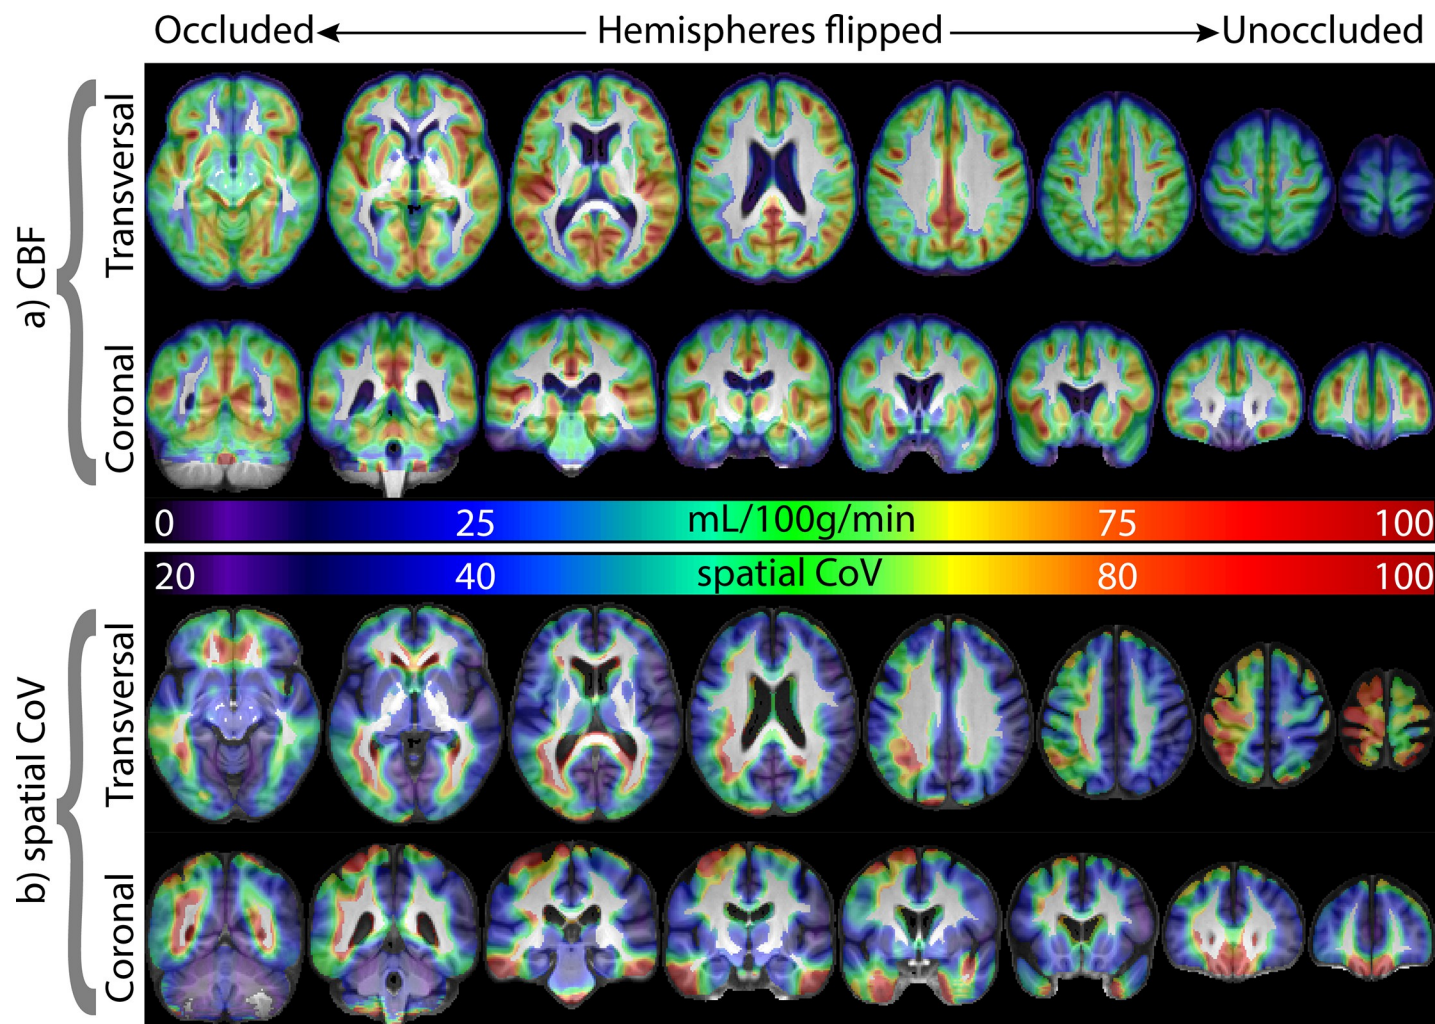 Occluded Hemispheres flipped Unoccluded
a) CBF
Transversal
Coronal
0 25 mL/100g/min 75 100
20 40 spatial CoV 80 100
b) spatial CoV
Transversal
Coronal